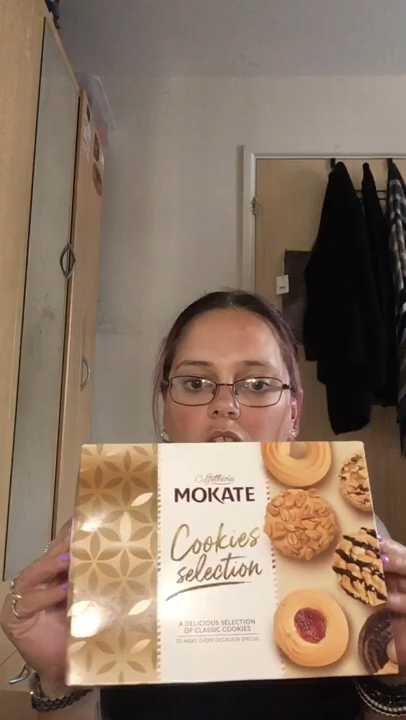 Caffetteria
MOKATE
Cookies
selection
A DELICIOUS SELECTION
OF CLASSIC COOKIES
TO MAKE EVERY OCCASION SPECIAL